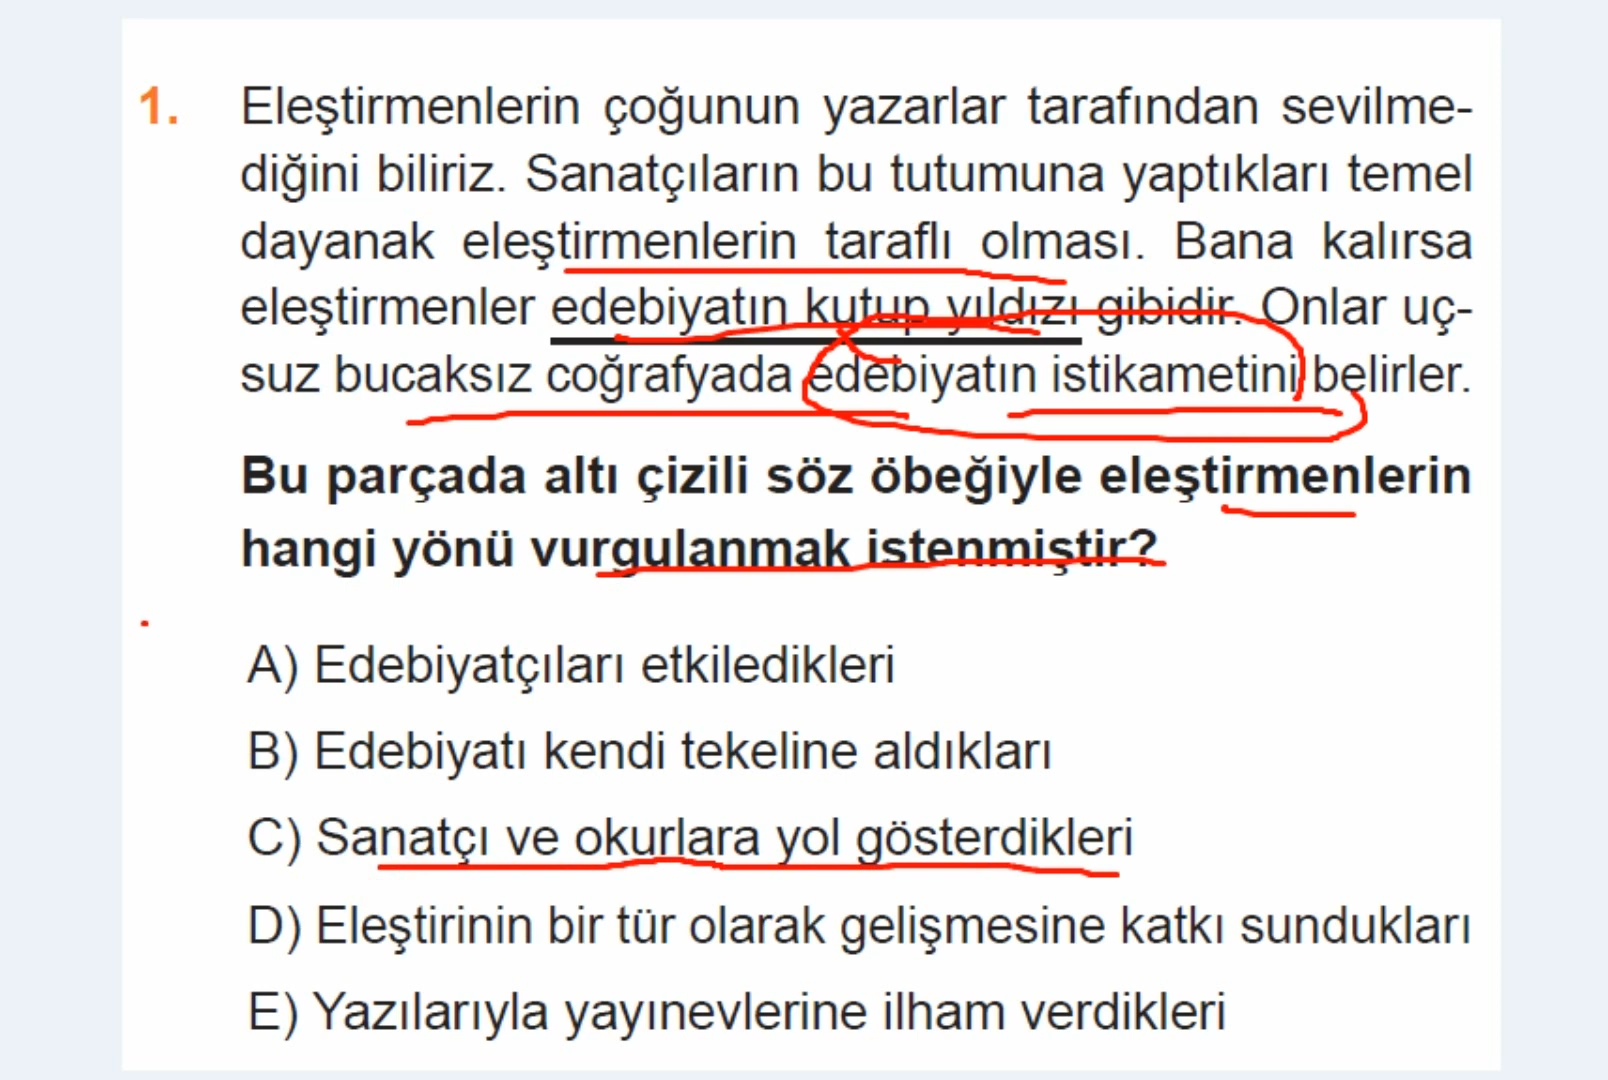 1. Eleştirmenlerin çoğunun yazarlar tarafından sevilme-
diğini biliriz. Sanatçıların bu tutumuna yaptıkları temel
dayanak eleştirmenlerin taraflı olması. Bana kalırsa
eleştirmenler edebiyatın kutup yıldızı gibidir. Onlar uç-
suz bucaksız coğrafyada edebiyatın istikametini belirler.
Bu parçada altı çizili söz öbeğiyle eleştirmenlerin
hangi yönü vurgulanmak istenmiştir?
A) Edebiyatçıları etkiledikleri
B) Edebiyatı kendi tekeline aldıkları
C) Sanatçı ve okurlara yol gösterdikleri
D) Eleştirinin bir tür olarak gelişmesine katkı sundukları
E) Yazılarıyla yayınevlerine ilham verdikleri